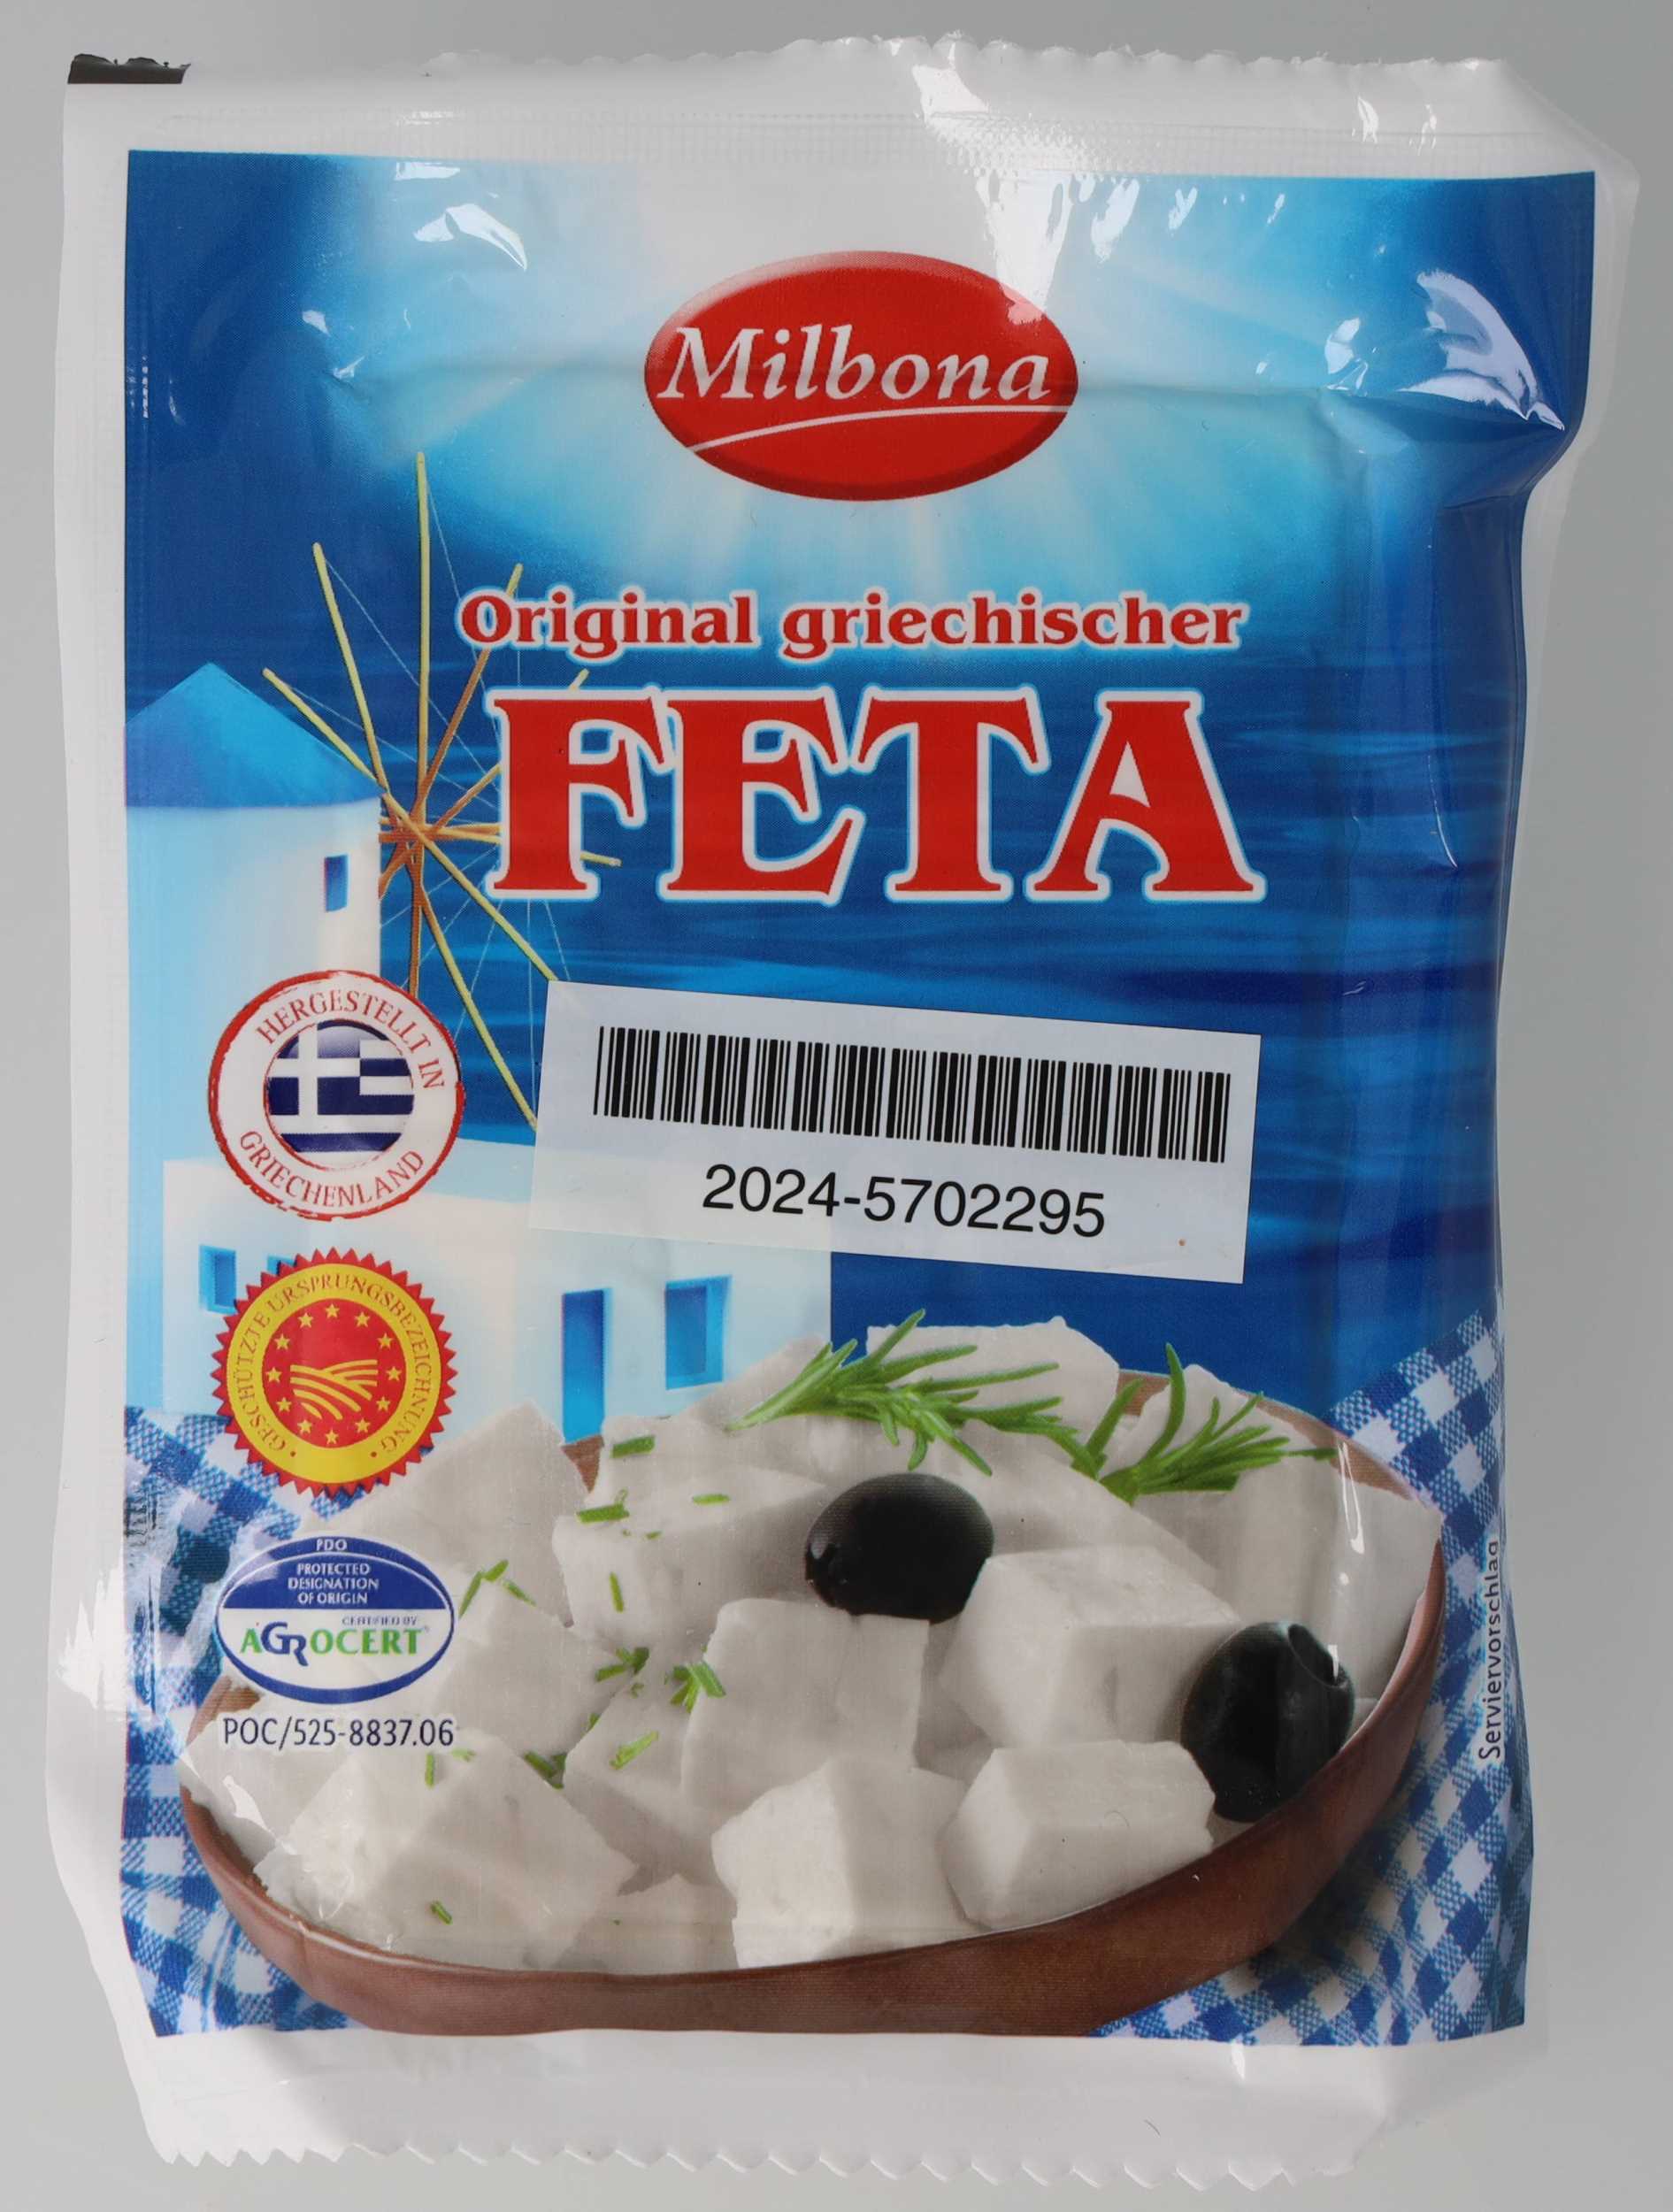 Milbona
Original griechischer
FETA
HERGESTELLT IN
GRIECHENLAND
2024-5702295
GESCHÜTZTE URSPRUNGSBEZEICHNUNG
PDO
PROTECTED
DESIGNATION
OF ORIGIN
CERTIFIED BY
AGROCERT
POC/525-8837.06
Serviervorschlag